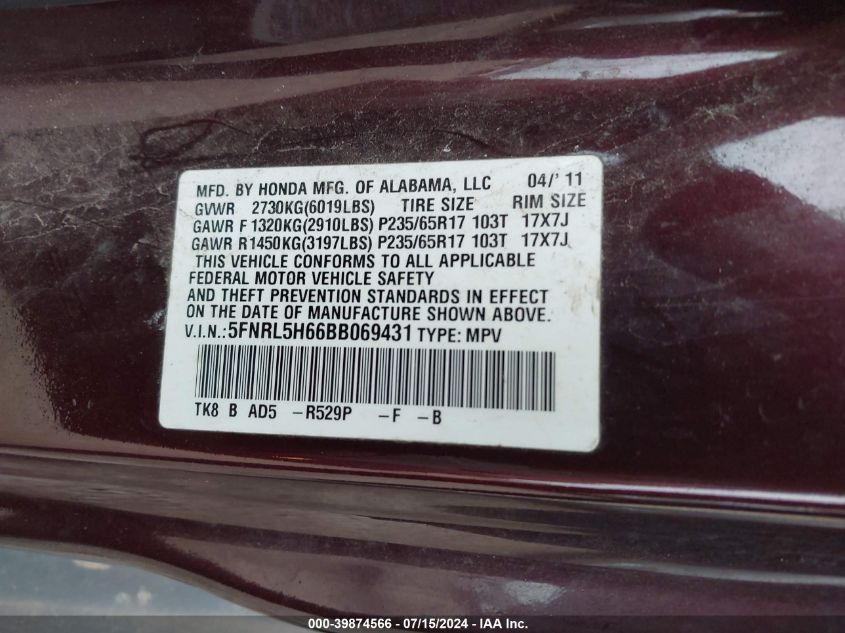 MFD. BY HONDA MFG. OF ALABAMA, LLC 04/'11
GVWR 2730KG(6019LBS) TIRE SIZE RIM SIZE
GAWR F 1320KG(2910LBS) P235/65R17 103T 17X7J
GAWR R1450KG(3197LBS) P235/65R17 103T 17X7J
THIS VEHICLE CONFORMS TO ALL APPLICABLE
FEDERAL MOTOR VEHICLE SAFETY
AND THEFT PREVENTION STANDARDS IN EFFECT
ON THE DATE OF MANUFACTURE SHOWN ABOVE.
V.I.N.:5FNRL5H66BB069431 TYPE: MPV
TK8 B AD5 -R529P -F -B
000-39874566 - 07/15/2024 - IAA Inc.